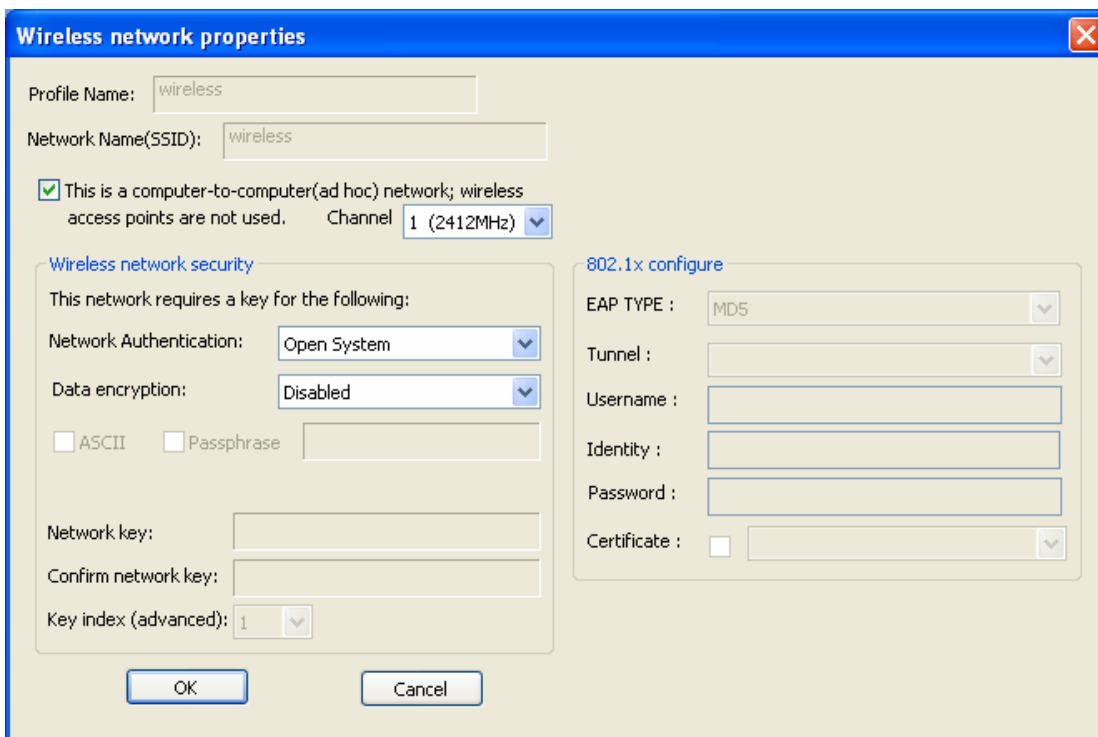 Wireless network properties
Profile Name: wireless
Network Name(SSID): wireless
This is a computer-to-computer(ad hoc) network; wireless
access points are not used. Channel 1 (2412MHz)
Wireless network security
This network requires a key for the following:
Network Authentication: Open System
Data encryption: Disabled
ASCII Passphrase
Network key:
Confirm network key:
Key index (advanced): 1
802.1x configure
EAP TYPE : MD5
Tunnel :
Username :
Identity :
Password :
Certificate :
OK Cancel